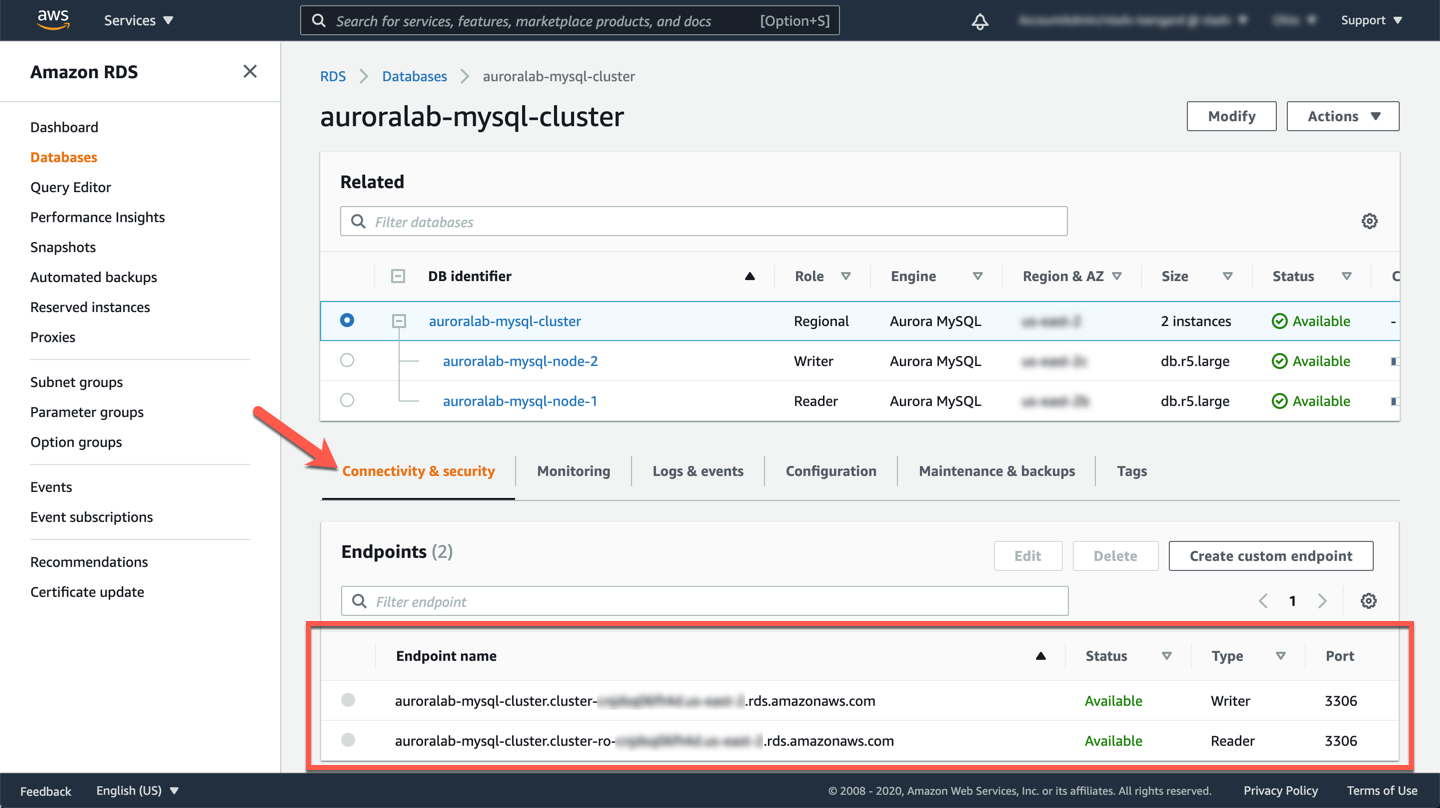 aws
Services
Search for services, features, marketplace products, and docs [Option+S]
Support
Amazon RDS
Dashboard
Databases
Query Editor
Performance Insights
Snapshots
Automated backups
Reserved instances
Proxies
Subnet groups
Parameter groups
Option groups
Events
Event subscriptions
Recommendations
Certificate update
RDS Databases auroralab-mysql-cluster
auroralab-mysql-cluster
Modify Actions
Related
Filter databases
DB identifier Role Engine Region & AZ Size Status C
auroralab-mysql-cluster Regional Aurora MySQL 2 instances Available -
auroralab-mysql-node-2 Writer Aurora MySQL db.r5.large Available
auroralab-mysql-node-1 Reader Aurora MySQL db.r5.large Available
Connectivity & security Monitoring Logs & events Configuration Maintenance & backups Tags
Endpoints (2)
Edit Delete Create custom endpoint
Filter endpoint
1
Endpoint name Status Type Port
auroralab-mysql-cluster.cluster- .rds.amazonaws.com Available Writer 3306
auroralab-mysql-cluster.cluster-ro- .rds.amazonaws.com Available Reader 3306
Feedback English (US) © 2008 - 2020, Amazon Web Services, Inc. or its affiliates. All rights reserved. Privacy Policy Terms of Use